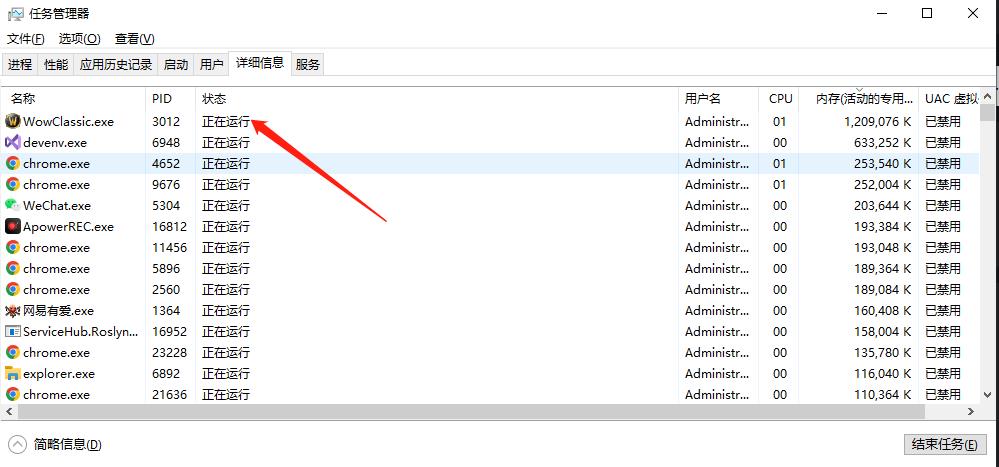 任务管理器
文件(F) 选项(O) 查看(V)
进程 性能 应用历史记录 启动 用户 详细信息 服务
名称 PID 状态 用户名 CPU 内存(活动的专用... UAC 虚拟
WowClassic.exe 3012 正在运行 Administr... 01 1,209,076 K 已禁用
devenv.exe 6948 正在运行 Administr... 00 633,252 K 已禁用
chrome.exe 4652 正在运行 Administr... 01 253,540 K 已禁用
chrome.exe 9676 正在运行 Administr... 01 252,004 K 已禁用
WeChat.exe 5304 正在运行 Administr... 00 203,644 K 已禁用
ApowerREC.exe 16812 正在运行 Administr... 00 193,384 K 已禁用
chrome.exe 11456 正在运行 Administr... 00 193,048 K 已禁用
chrome.exe 5896 正在运行 Administr... 00 189,364 K 已禁用
chrome.exe 2560 正在运行 Administr... 00 189,084 K 已禁用
网易有爱.exe 1364 正在运行 Administr... 00 160,408 K 已禁用
ServiceHub.Roslyn... 16952 正在运行 Administr... 00 158,004 K 已禁用
chrome.exe 23228 正在运行 Administr... 00 135,780 K 已禁用
explorer.exe 6892 正在运行 Administr... 00 116,040 K 已禁用
chrome.exe 21636 正在运行 Administr... 00 110,364 K 已禁用
简略信息(D) 结束任务(E)